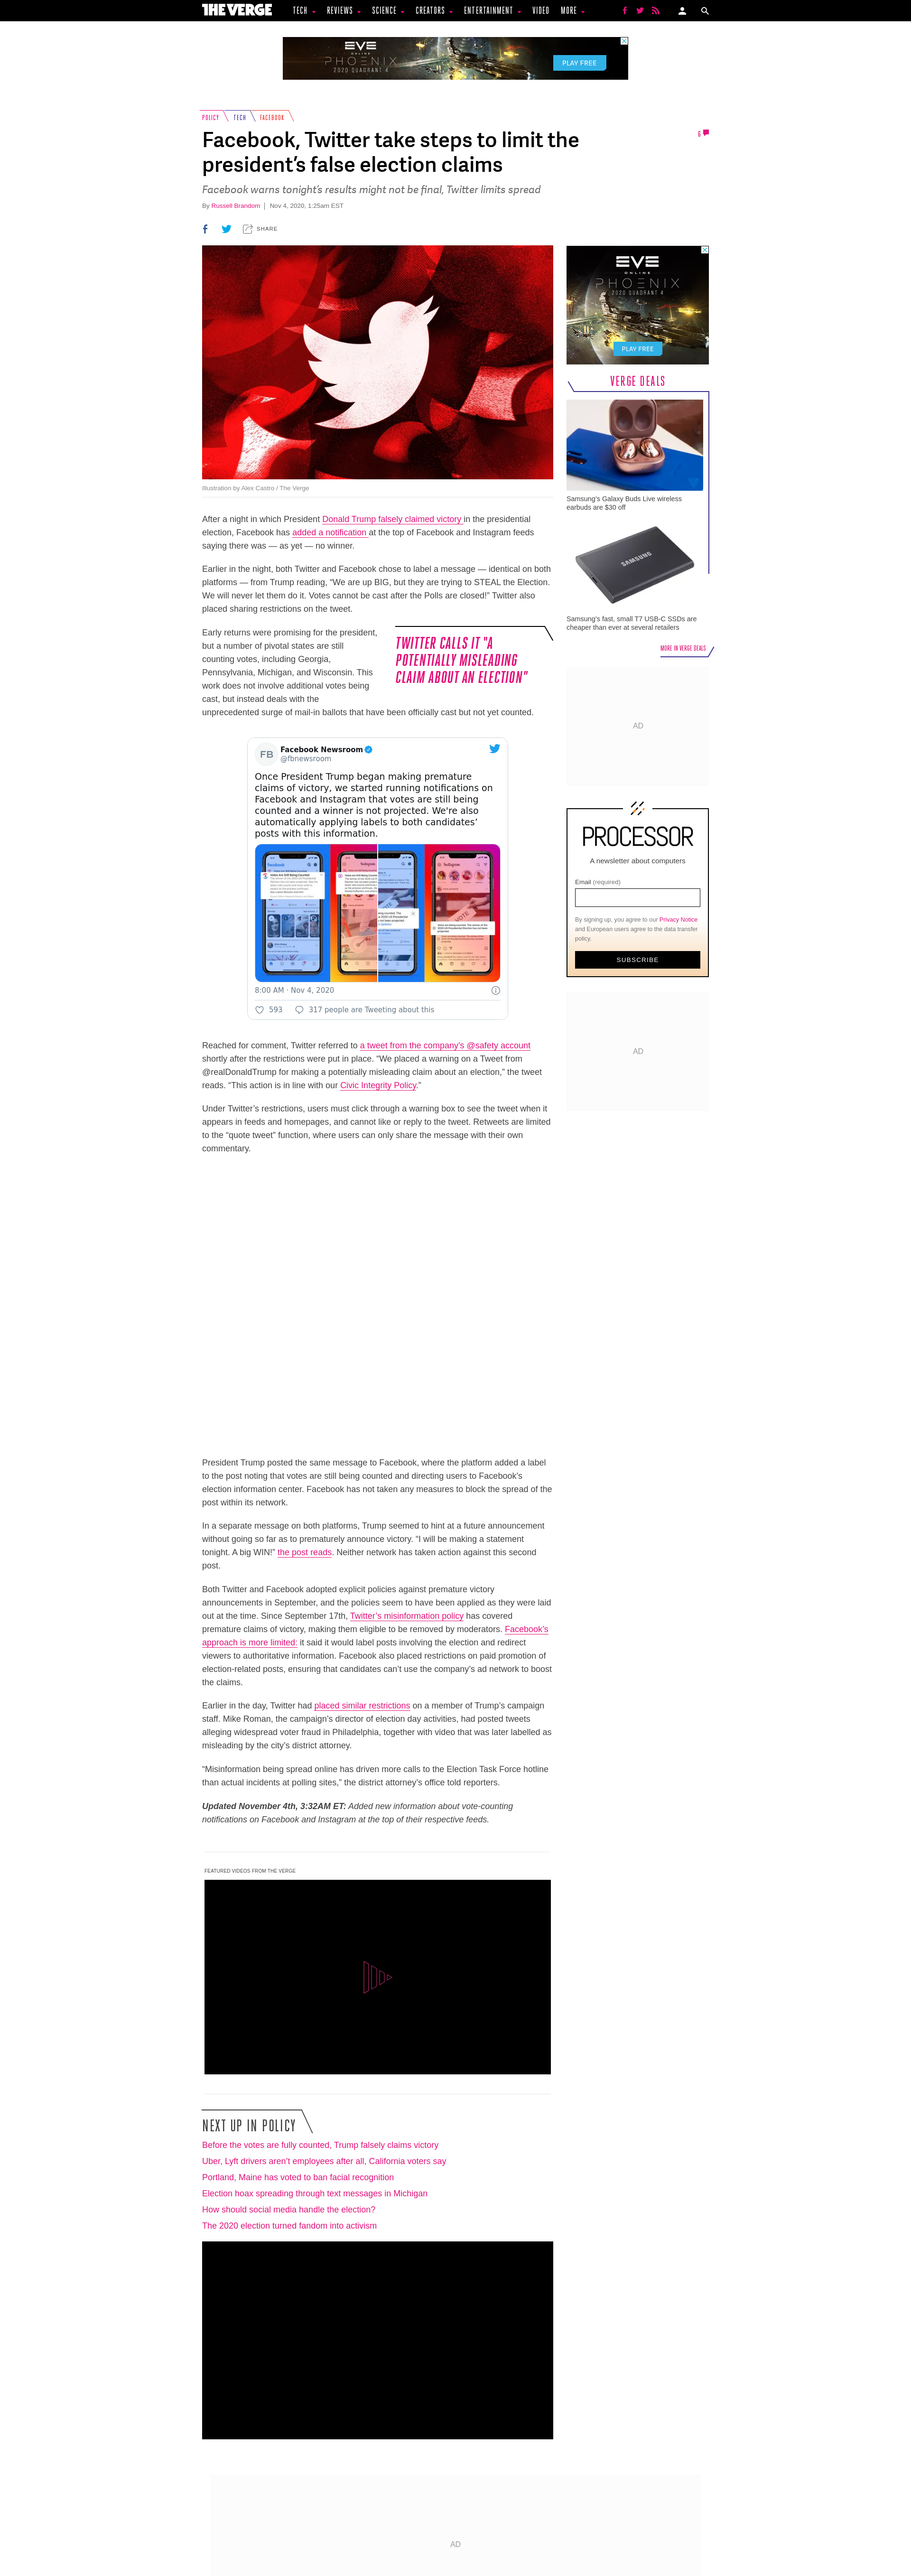 THE VERGE
TECH REVIEWS SCIENCE CREATORS ENTERTAINMENT VIDEO MORE
EVE
ONLINE
PHOENIX
2020 QUADRANT 4
PLAY FREE
POLICY TECH FACEBOOK
Facebook, Twitter take steps to limit the
president’s false election claims
6
Facebook warns tonight’s results might not be final, Twitter limits spread
By Russell Brandom | Nov 4, 2020, 1:25am EST
SHARE
Illustration by Alex Castro / The Verge
After a night in which President Donald Trump falsely claimed victory in the presidential
election, Facebook has added a notification at the top of Facebook and Instagram feeds
saying there was — as yet — no winner.
Earlier in the night, both Twitter and Facebook chose to label a message — identical on both
platforms — from Trump reading, “We are up BIG, but they are trying to STEAL the Election.
We will never let them do it. Votes cannot be cast after the Polls are closed!” Twitter also
placed sharing restrictions on the tweet.
Early returns were promising for the president,
but a number of pivotal states are still
counting votes, including Georgia,
Pennsylvania, Michigan, and Wisconsin. This
work does not involve additional votes being
cast, but instead deals with the
unprecedented surge of mail-in ballots that have been officially cast but not yet counted.
TWITTER CALLS IT "A
POTENTIALLY MISLEADING
CLAIM ABOUT AN ELECTION"
FB
Facebook Newsroom
@fbnewsroom
Once President Trump began making premature
claims of victory, we started running notifications on
Facebook and Instagram that votes are still being
counted and a winner is not projected. We're also
automatically applying labels to both candidates’
posts with this information.
8:00 AM · Nov 4, 2020
593 317 people are Tweeting about this
Reached for comment, Twitter referred to a tweet from the company’s @safety account
shortly after the restrictions were put in place. “We placed a warning on a Tweet from
@realDonaldTrump for making a potentially misleading claim about an election,” the tweet
reads. “This action is in line with our Civic Integrity Policy.”
Under Twitter’s restrictions, users must click through a warning box to see the tweet when it
appears in feeds and homepages, and cannot like or reply to the tweet. Retweets are limited
to the “quote tweet” function, where users can only share the message with their own
commentary.
President Trump posted the same message to Facebook, where the platform added a label
to the post noting that votes are still being counted and directing users to Facebook’s
election information center. Facebook has not taken any measures to block the spread of the
post within its network.
In a separate message on both platforms, Trump seemed to hint at a future announcement
without going so far as to prematurely announce victory. “I will be making a statement
tonight. A big WIN!” the post reads. Neither network has taken action against this second
post.
Both Twitter and Facebook adopted explicit policies against premature victory
announcements in September, and the policies seem to have been applied as they were laid
out at the time. Since September 17th, Twitter’s misinformation policy has covered
premature claims of victory, making them eligible to be removed by moderators. Facebook’s
approach is more limited: it said it would label posts involving the election and redirect
viewers to authoritative information. Facebook also placed restrictions on paid promotion of
election-related posts, ensuring that candidates can’t use the company’s ad network to boost
the claims.
Earlier in the day, Twitter had placed similar restrictions on a member of Trump’s campaign
staff. Mike Roman, the campaign’s director of election day activities, had posted tweets
alleging widespread voter fraud in Philadelphia, together with video that was later labelled as
misleading by the city’s district attorney.
“Misinformation being spread online has driven more calls to the Election Task Force hotline
than actual incidents at polling sites,” the district attorney’s office told reporters.
Updated November 4th, 3:32AM ET: Added new information about vote-counting
notifications on Facebook and Instagram at the top of their respective feeds.
FEATURED VIDEOS FROM THE VERGE
NEXT UP IN POLICY
Before the votes are fully counted, Trump falsely claims victory
Uber, Lyft drivers aren’t employees after all, California voters say
Portland, Maine has voted to ban facial recognition
Election hoax spreading through text messages in Michigan
How should social media handle the election?
The 2020 election turned fandom into activism
EVE
ONLINE
PHOENIX
2020 QUADRANT 4
PLAY FREE
VERGE DEALS
Samsung’s Galaxy Buds Live wireless
earbuds are $30 off
SAMSUNG
Samsung’s fast, small T7 USB-C SSDs are
cheaper than ever at several retailers
MORE IN VERGE DEALS
AD
PROCESSOR
A newsletter about computers
Email (required)
By signing up, you agree to our Privacy Notice
and European users agree to the data transfer
policy.
SUBSCRIBE
AD
AD